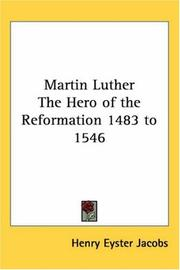 Martin Luther
The Hero of the
Reformation 1483 to
1546
Henry Eyster Jacobs